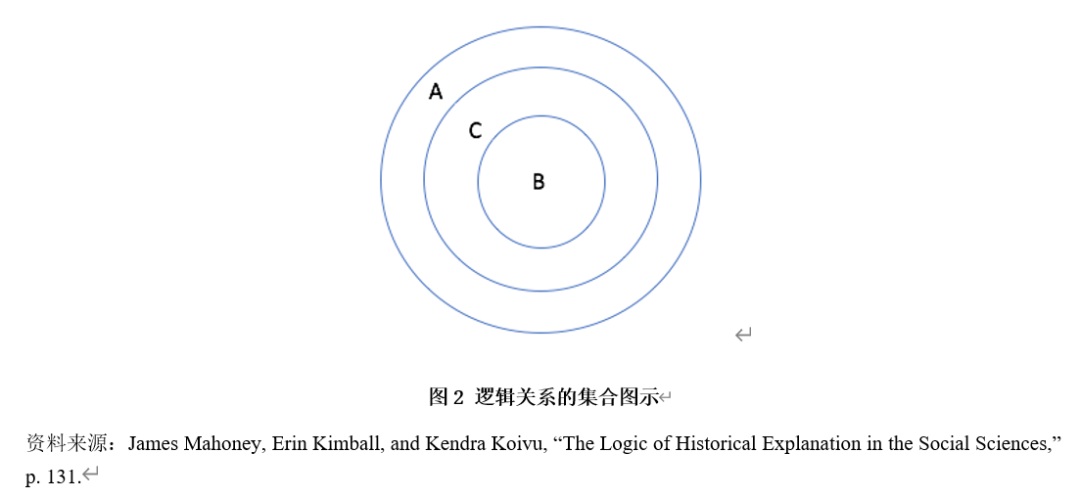 A
C
B
图 2 逻辑关系的集合图示
资料来源：James Mahoney, Erin Kimball, and Kendra Koivu, “The Logic of Historical Explanation in the Social Sciences,”
p. 131.